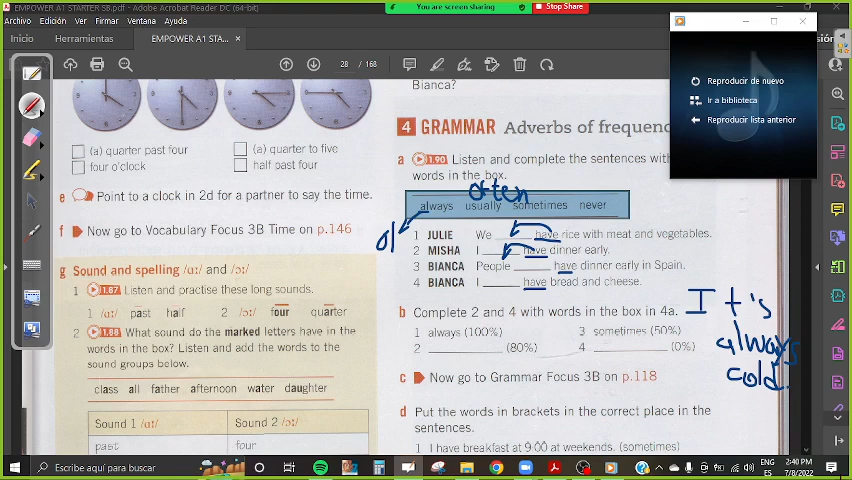 EMPOWER A1 STARTER SB.pdf - Adobe Acrobat Reader DC (64-bit)
You are screen sharing
Stop Share
Archivo Edición Ver Firmar Ventana Ayuda
Inicio Herramientas EMPOWER A1 STA... ×
28 / 168
Reproducir de nuevo
Ir a biblioteca
Reproducir lista anterior
Bianca?
(a) quarter past four
(a) quarter to five
four o'clock
half past four
e Point to a clock in 2d for a partner to say the time.
f Now go to Vocabulary Focus 3B Time on p.146
g Sound and spelling /ɑː/ and /ɔː/
1 1.87 Listen and practise these long sounds.
1 /ɑː/ past half 2 /ɔː/ four quarter
2 1.88 What sound do the marked letters have in the
words in the box? Listen and add the words to the
sound groups below.
class all father afternoon water daughter
Sound 1 /ɑː/ Sound 2 /ɔː/
past four
4 GRAMMAR Adverbs of frequen
a 1.90 Listen and complete the sentences with
words in the box.
often
always usually sometimes never
1 JULIE We ______ have rice with meat and vegetables.
2 MISHA I ______ have dinner early.
3 BIANCA People ______ have dinner early in Spain.
4 BIANCA I ______ have bread and cheese.
b Complete 2 and 4 with words in the box in 4a.
1 always (100%) 3 sometimes (50%)
2 ____________ (80%) 4 ____________ (0%)
c Now go to Grammar Focus 3B on p.118
d Put the words in brackets in the correct place in the
sentences.
1 I have breakfast at 9:00 at weekends. (sometimes)
It's
always
cold.
Escribe aquí para buscar
ENG
ES
2:40 PM
7/8/2022